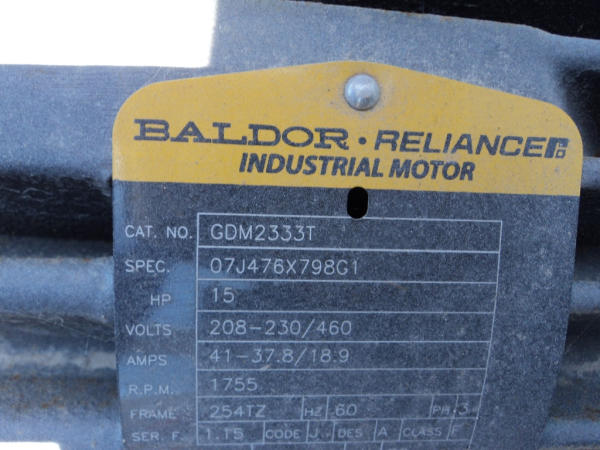 BALDOR · RELIANCE
INDUSTRIAL MOTOR
CAT. NO. GDM2333T
SPEC. 07J476X798G1
HP 15
VOLTS 208-230/460
AMPS 41-37.8/18.9
R.P.M. 1755
FRAME 254TZ HZ 60 PH 3
SER. F. 1.15 CODE J DES A CLASS F